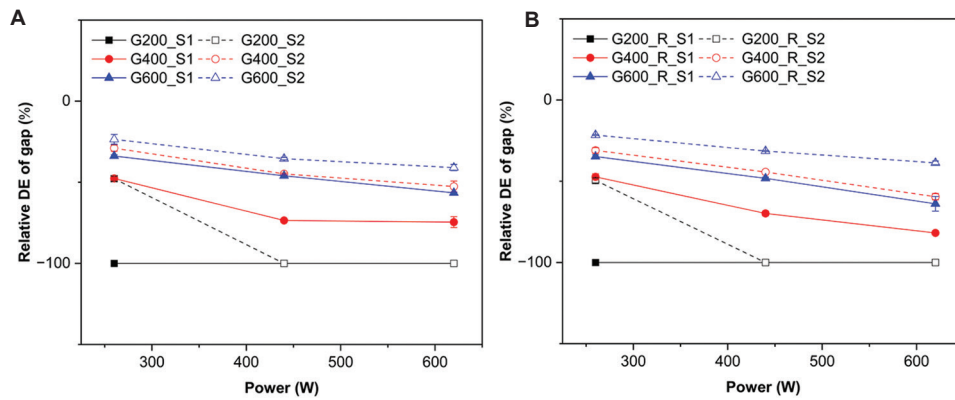 A
G200_S1 G200_S2
G400_S1 G400_S2
G600_S1 G600_S2
0
−100
Relative DE of gap (%)
300 400 500 600
Power (W)
B
G200_R_S1 G200_R_S2
G400_R_S1 G400_R_S2
G600_R_S1 G600_R_S2
0
−100
Relative DE of gap (%)
300 400 500 600
Power (W)